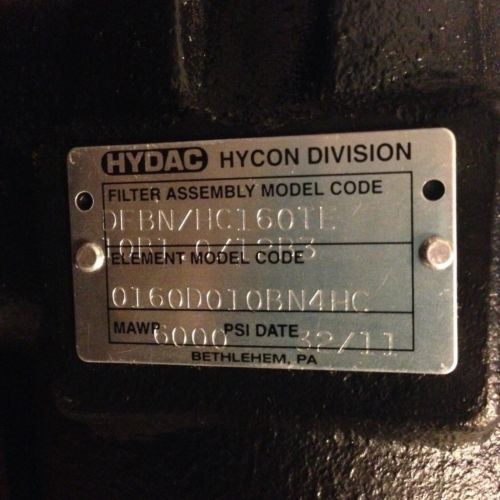 HYDAC HYCON DIVISION
FILTER ASSEMBLY MODEL CODE
DFBN/HC160TE
10B1.0/12B3
ELEMENT MODEL CODE
0160D010BN4HC
MAWP 6000 PSI DATE 32/11
BETHLEHEM, PA